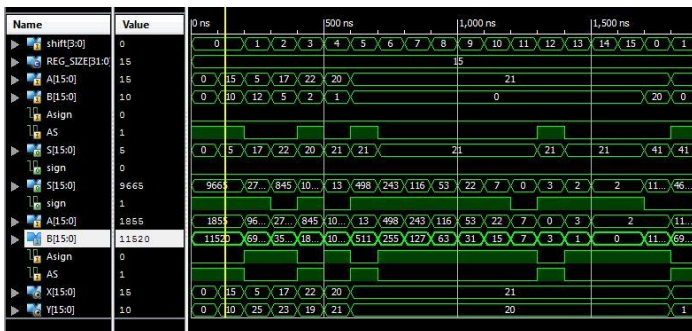 Name Value 0 ns 500 ns 1,000 ns 1,500 ns
shift[3:0] 0 0 1 2 3 4 5 6 7 8 9 10 11 12 13 14 15 0 1
REG_SIZE[31:0] 15 15
A[15:0] 15 0 15 5 17 22 20 21
B[15:0] 10 0 10 12 5 2 1 0 20 0
Asign 0
AS 1
S[15:0] 5 0 5 17 22 20 21 21 21 21 21 41 41
sign 0
S[15:0] 9665 9665 27... 845 10... 13 498 243 116 53 22 7 0 3 2 2 11... 46...
sign 1
A[15:0] 1855 1855 96... 27... 845 10... 13 498 243 116 53 22 7 0 3 2 11...
B[15:0] 11520 11520 69... 35... 18... 10... 511 255 127 63 31 15 7 3 1 0 11... 69...
Asign 0
AS 1
X[15:0] 15 0 15 5 17 22 20 21
Y[15:0] 10 0 10 25 23 19 21 20 1